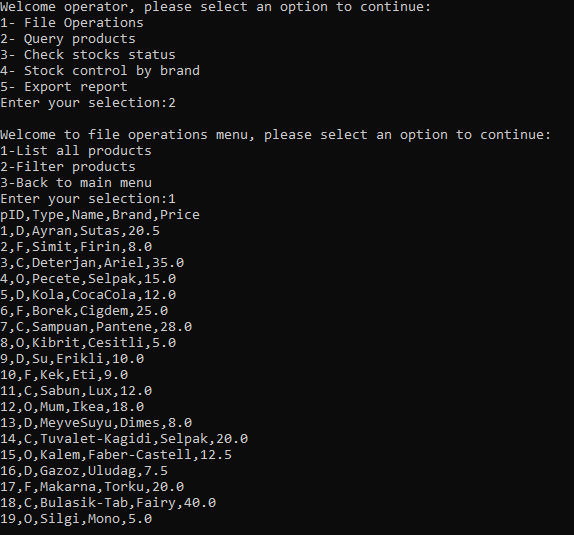 Welcome operator, please select an option to continue:
1- File Operations
2- Query products
3- Check stocks status
4- Stock control by brand
5- Export report
Enter your selection:2

Welcome to file operations menu, please select an option to continue:
1-List all products
2-Filter products
3-Back to main menu
Enter your selection:1
pID,Type,Name,Brand,Price
1,D,Ayran,Sutas,20.5
2,F,Simit,Firin,8.0
3,C,Deterjan,Ariel,35.0
4,O,Pecete,Selpak,15.0
5,D,Kola,CocaCola,12.0
6,F,Borek,Cigdem,25.0
7,C,Sampuan,Pantene,28.0
8,O,Kibrit,Cesitli,5.0
9,D,Su,Erikli,10.0
10,F,Kek,Eti,9.0
11,C,Sabun,Lux,12.0
12,O,Mum,Ikea,18.0
13,D,MeyveSuyu,Dimes,8.0
14,C,Tuvalet-Kagidi,Selpak,20.0
15,O,Kalem,Faber-Castell,12.5
16,D,Gazoz,Uludag,7.5
17,F,Makarna,Torku,20.0
18,C,Bulasik-Tab,Fairy,40.0
19,O,Silgi,Mono,5.0